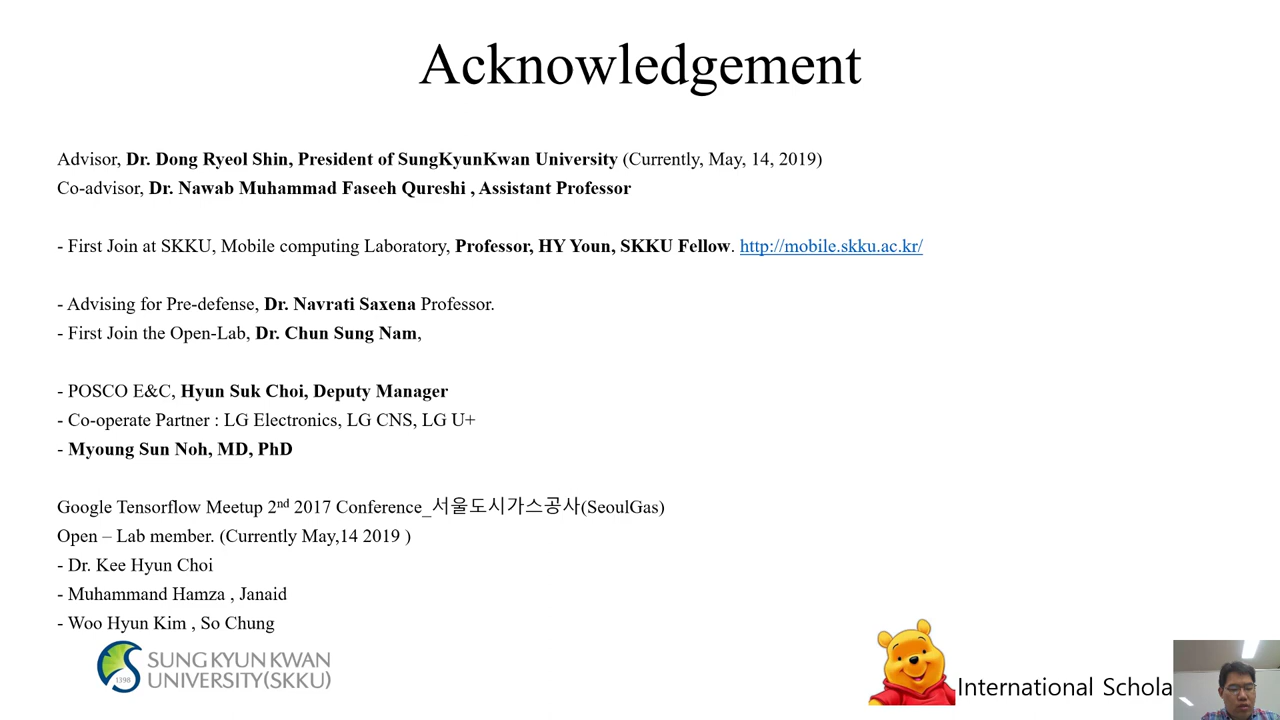 Acknowledgement
Advisor, Dr. Dong Ryeol Shin, President of SungKyunKwan University (Currently, May, 14, 2019)
Co-advisor, Dr. Nawab Muhammad Faseeh Qureshi , Assistant Professor
- First Join at SKKU, Mobile computing Laboratory, Professor, HY Youn, SKKU Fellow. http://mobile.skku.ac.kr/
- Advising for Pre-defense, Dr. Navrati Saxena Professor.
- First Join the Open-Lab, Dr. Chun Sung Nam,
- POSCO E&C, Hyun Suk Choi, Deputy Manager
- Co-operate Partner : LG Electronics, LG CNS, LG U+
- Myoung Sun Noh, MD, PhD
Google Tensorflow Meetup 2nd 2017 Conference_서울도시가스공사(SeoulGas)
Open – Lab member. (Currently May,14 2019 )
- Dr. Kee Hyun Choi
- Muhammand Hamza , Janaid
- Woo Hyun Kim , So Chung
1398
SUNG KYUN KWAN
UNIVERSITY(SKKU)
International Schola